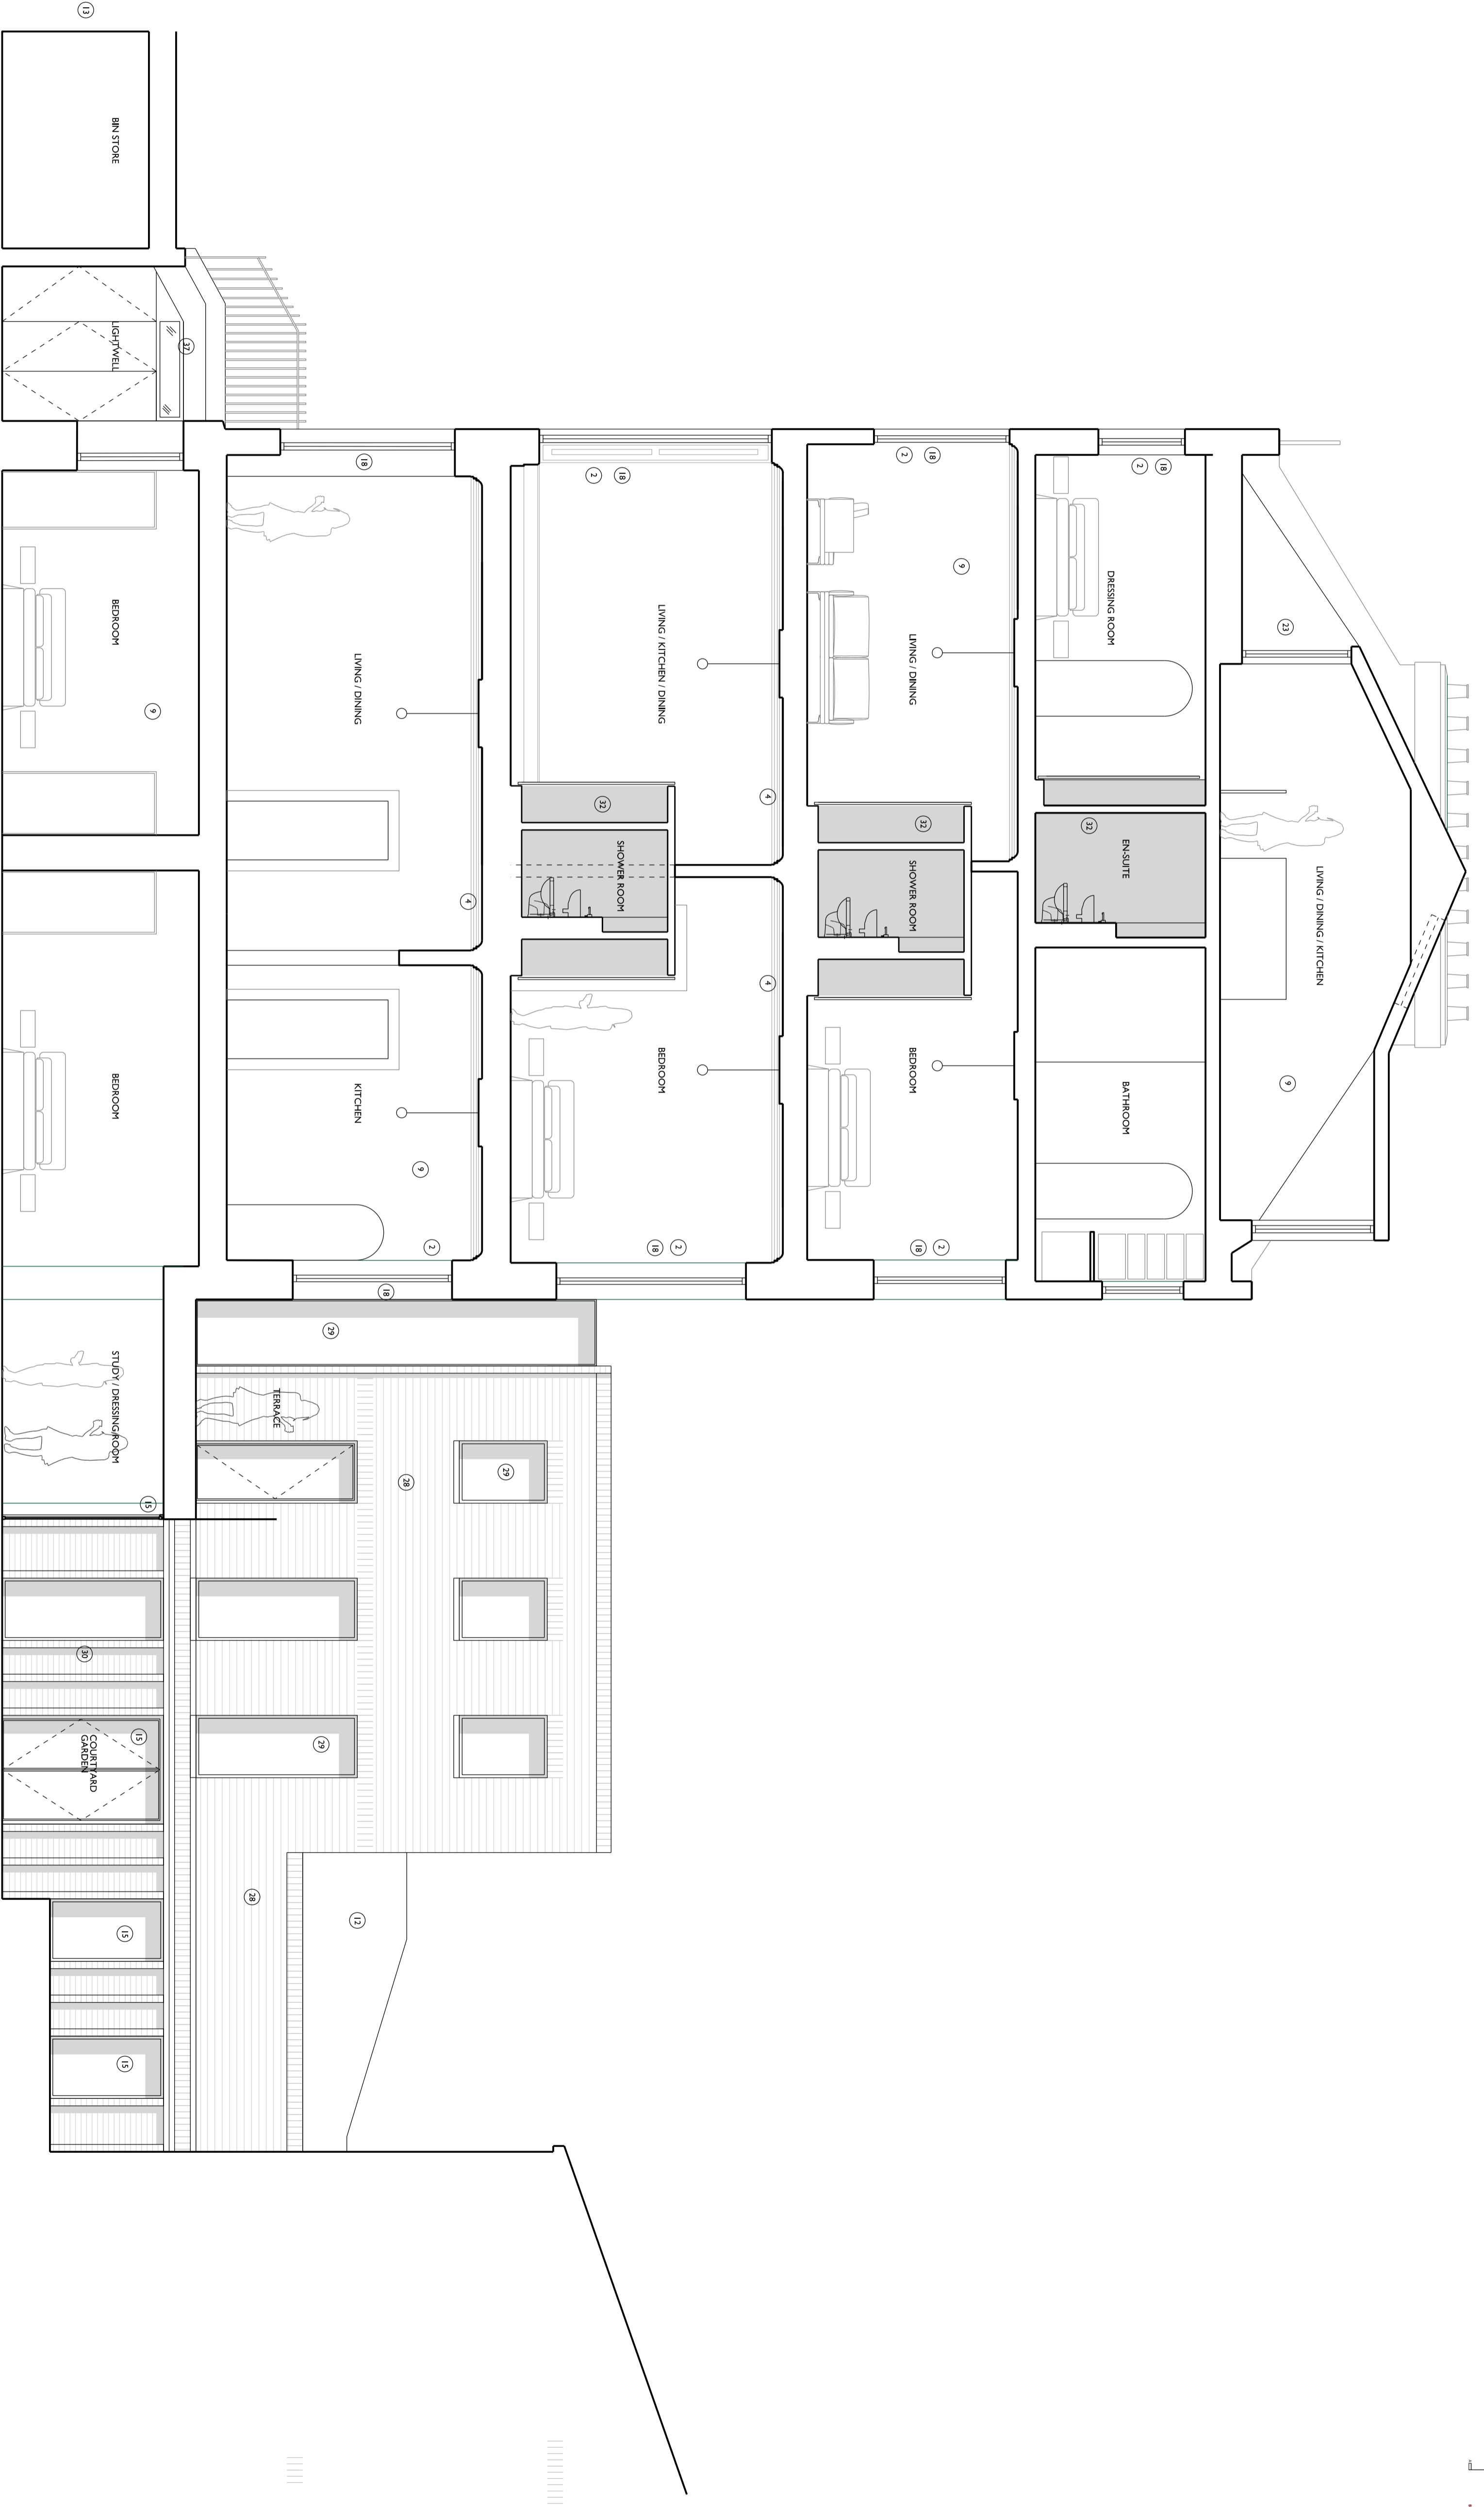 23
LIVING / DINING / KITCHEN
9
18
2
DRESSING ROOM
EN-SUITE
32
BATHROOM
9
18
2
LIVING / DINING
32
SHOWER ROOM
BEDROOM
2
18
4
4
18
2
LIVING / KITCHEN / DINING
32
SHOWER ROOM
BEDROOM
2
18
4
18
LIVING / DINING
KITCHEN
9
2
18
29
TERRACE
28
29
29
28
12
13
BIN STORE
37
LIGHTWELL
9
BEDROOM
BEDROOM
STUDY / DRESSING ROOM
15
30
15
COURTYARD
GARDEN
15
15